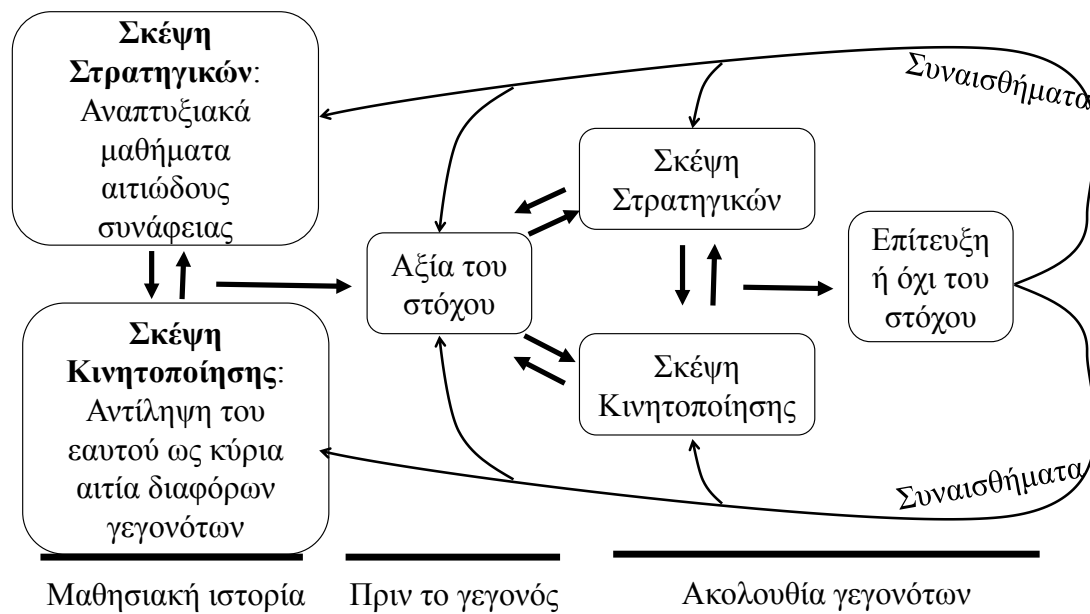 Σκέψη
Στρατηγικών:
Αναπτυξιακά
μαθήματα
αιτιώδους
συνάφειας
Σκέψη
Κινητοποίησης:
Αντίληψη του
εαυτού ως κύρια
αιτία διαφόρων
γεγονότων
Αξία του
στόχου
Σκέψη
Στρατηγικών
Σκέψη
Κινητοποίησης
Επίτευξη
ή όχι του
στόχου
Συναισθήματα
Συναισθήματα
Μαθησιακή ιστορία
Πριν το γεγονός
Ακολουθία γεγονότων